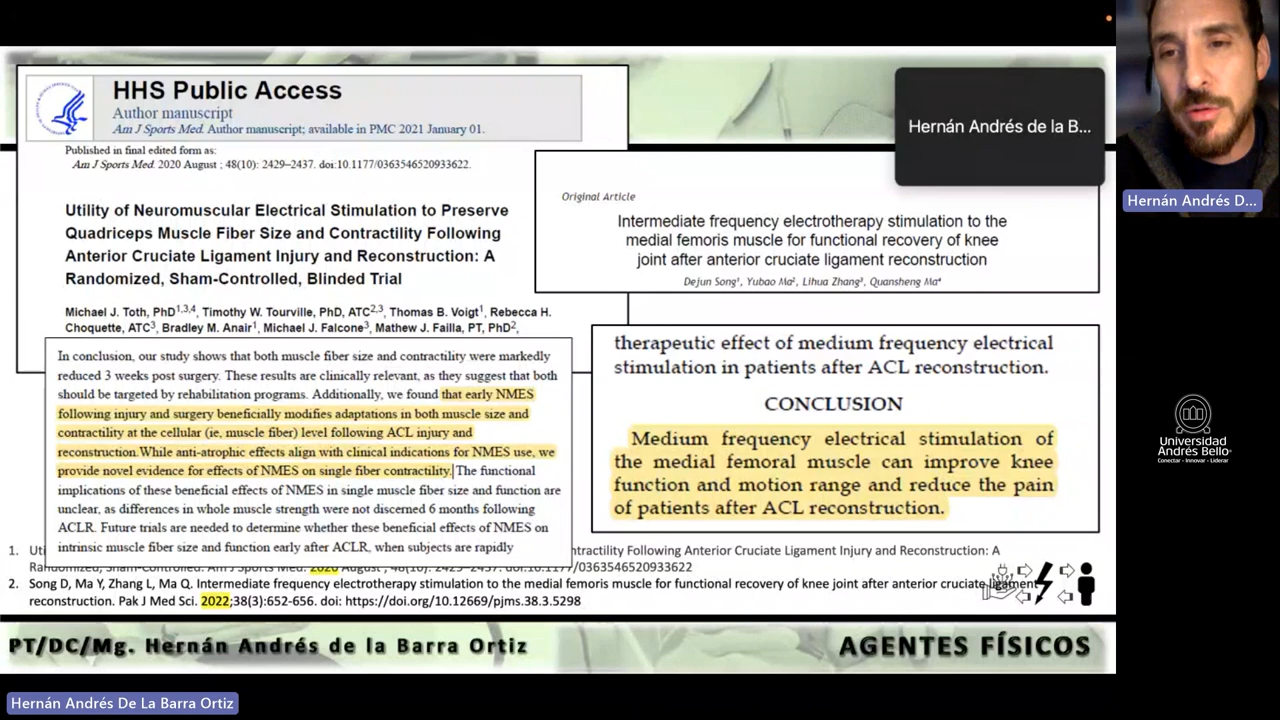 HHS Public Access
Author manuscript
Am J Sports Med. Author manuscript; available in PMC 2021 January 01.
Published in final edited form as:
Am J Sports Med. 2020 August ; 48(10): 2429–2437. doi:10.1177/0363546520933622.
Utility of Neuromuscular Electrical Stimulation to Preserve
Quadriceps Muscle Fiber Size and Contractility Following
Anterior Cruciate Ligament Injury and Reconstruction: A
Randomized, Sham-Controlled, Blinded Trial
Michael J. Toth, PhD1,3,4, Timothy W. Tourville, PhD, ATC2,3, Thomas B. Voigt1, Rebecca H.
Choquette, ATC3, Bradley M. Anair1, Michael J. Falcone3, Mathew J. Failla, PT, PhD2,
In conclusion, our study shows that both muscle fiber size and contractility were markedly
reduced 3 weeks post surgery. These results are clinically relevant, as they suggest that both
should be targeted by rehabilitation programs. Additionally, we found that early NMES
following injury and surgery beneficially modifies adaptations in both muscle size and
contractility at the cellular (ie, muscle fiber) level following ACL injury and
reconstruction.While anti-atrophic effects align with clinical indications for NMES use, we
provide novel evidence for effects of NMES on single fiber contractility. The functional
implications of these beneficial effects of NMES in single muscle fiber size and function are
unclear, as differences in whole muscle strength were not discerned 6 months following
ACLR. Future trials are needed to determine whether these beneficial effects of NMES on
intrinsic muscle fiber size and function early after ACLR, when subjects are rapidly
Original Article
Intermediate frequency electrotherapy stimulation to the
medial femoris muscle for functional recovery of knee
joint after anterior cruciate ligament reconstruction
Dejun Song1, Yubao Ma2, Lihua Zhang3, Quansheng Ma4
therapeutic effect of medium frequency electrical
stimulation in patients after ACL reconstruction.
CONCLUSION
Medium frequency electrical stimulation of
the medial femoral muscle can improve knee
function and motion range and reduce the pain
of patients after ACL reconstruction.
1. Uti ntractility Following Anterior Cruciate Ligament Injury and Reconstruction: A
Randomized, Sham-Controlled, Blinded Trial. Am J Sports Med. 2020 August ; 48(10): 2429–2437. doi:10.1177/0363546520933622
2. Song D, Ma Y, Zhang L, Ma Q. Intermediate frequency electrotherapy stimulation to the medial femoris muscle for functional recovery of knee joint after anterior cruciate ligament
reconstruction. Pak J Med Sci. 2022;38(3):652-656. doi: https://doi.org/10.12669/pjms.38.3.5298
PT/DC/Mg. Hernán Andrés de la Barra Ortiz
AGENTES FÍSICOS
Hernán Andrés de la B...
Hernán Andrés D...
Universidad
Andrés Bello
Conectar - Innovar - Liderar
Hernán Andrés De La Barra Ortiz